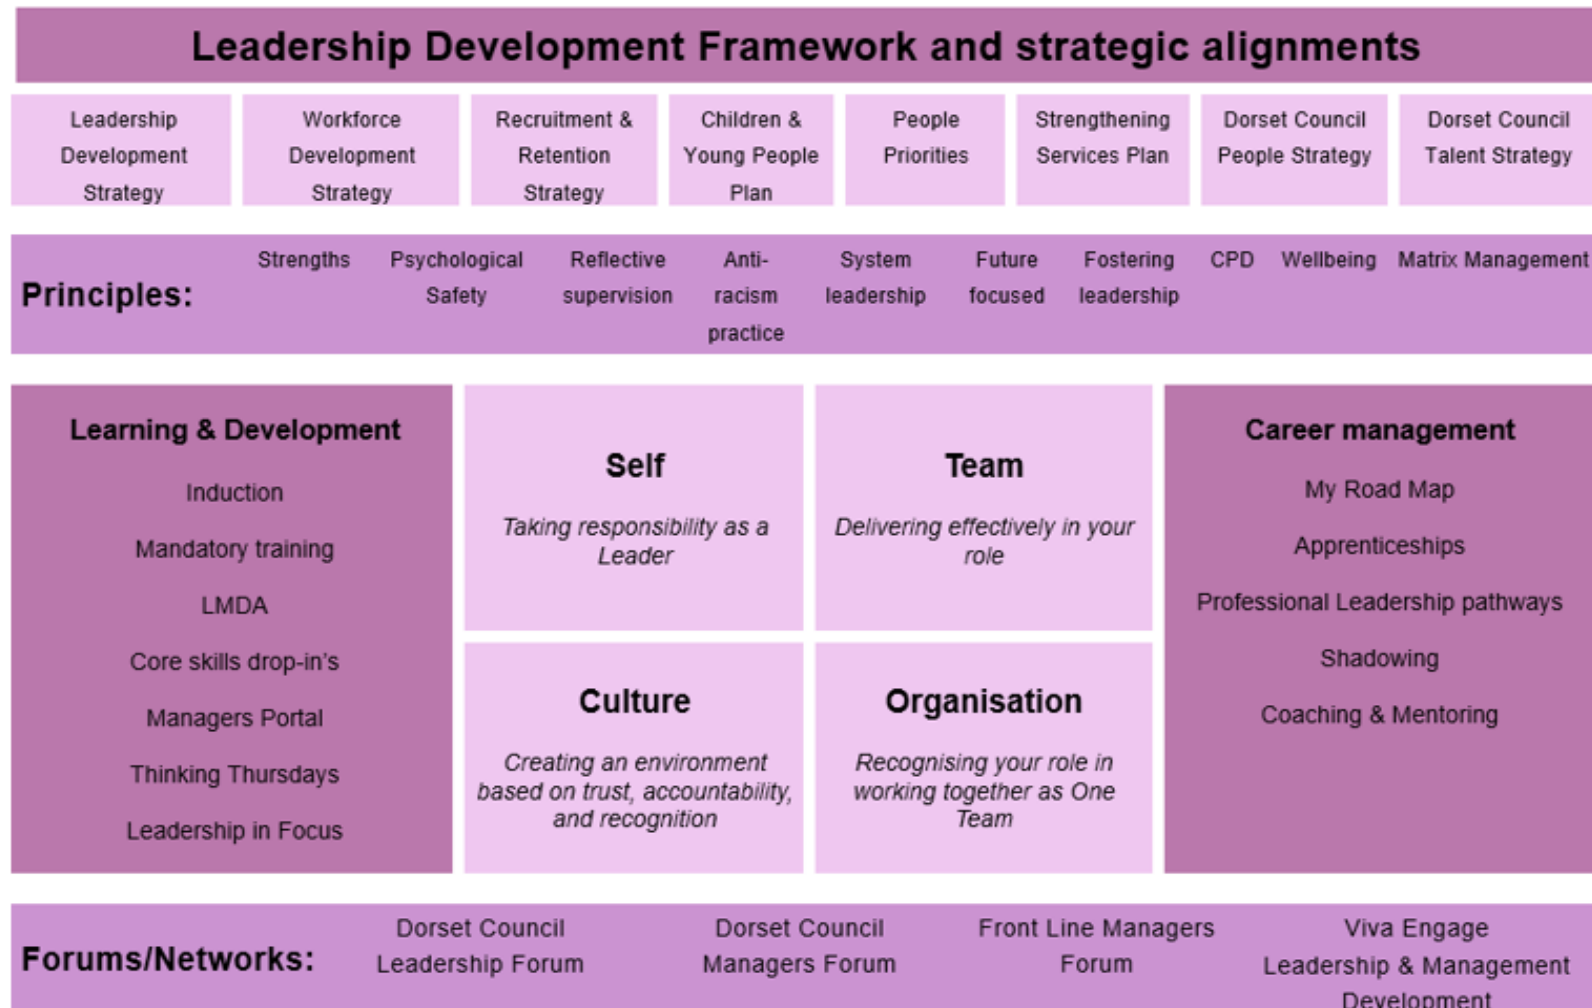 Leadership Development Framework and strategic alignments
Leadership
Development
Strategy
Workforce
Development
Strategy
Recruitment &
Retention
Strategy
Children &
Young People
Plan
People
Priorities
Strengthening
Services Plan
Dorset Council
People Strategy
Dorset Council
Talent Strategy
Principles:
Strengths
Psychological
Safety
Reflective
supervision
Anti-
racism
practice
System
leadership
Future
focused
Fostering
leadership
CPD
Wellbeing
Matrix Management
Learning & Development
Induction
Mandatory training
LMDA
Core skills drop-in’s
Managers Portal
Thinking Thursdays
Leadership in Focus
Self
Taking responsibility as a
Leader
Team
Delivering effectively in your
role
Culture
Creating an environment
based on trust, accountability,
and recognition
Organisation
Recognising your role in
working together as One
Team
Career management
My Road Map
Apprenticeships
Professional Leadership pathways
Shadowing
Coaching & Mentoring
Forums/Networks:
Dorset Council
Leadership Forum
Dorset Council
Managers Forum
Front Line Managers
Forum
Viva Engage
Leadership & Management
Development